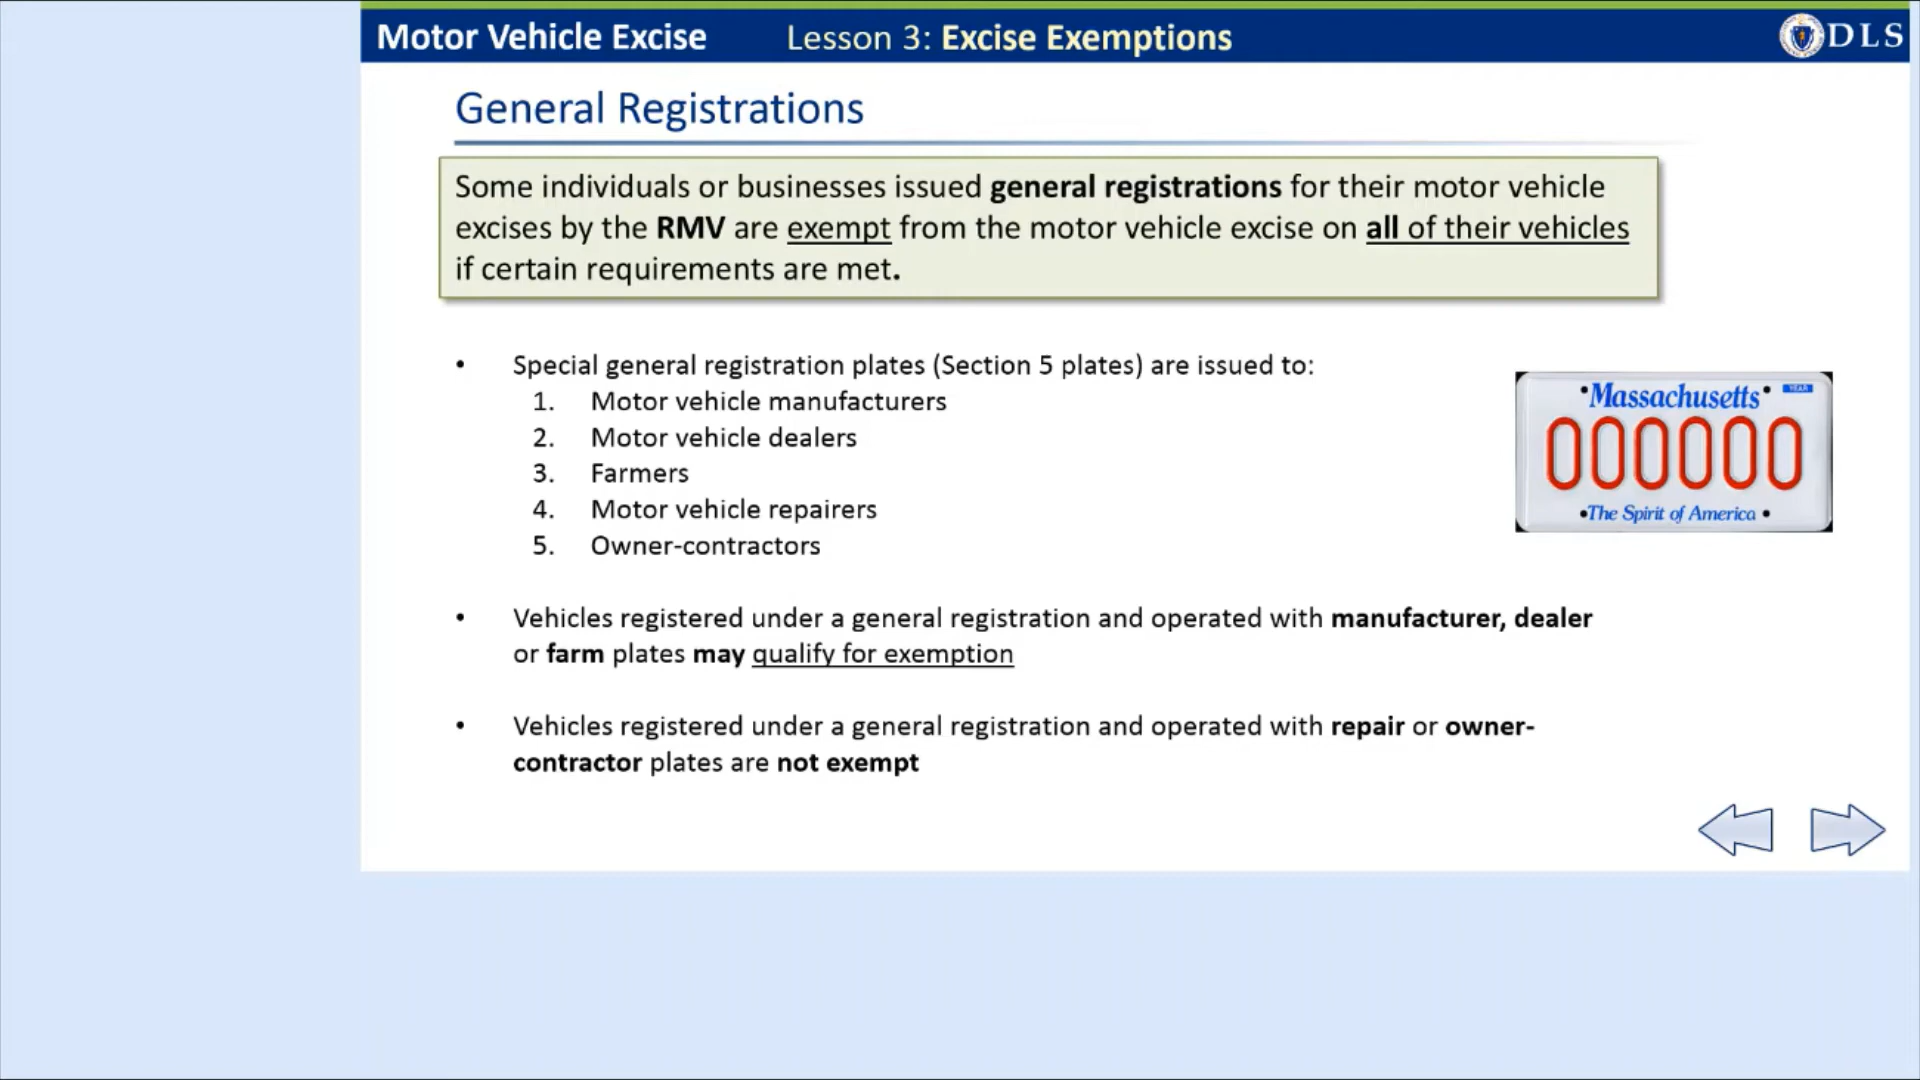 Motor Vehicle Excise Lesson 3: Excise Exemptions DLS
General Registrations
Some individuals or businesses issued general registrations for their motor vehicle
excises by the RMV are exempt from the motor vehicle excise on all of their vehicles
if certain requirements are met.
• Special general registration plates (Section 5 plates) are issued to:
1. Motor vehicle manufacturers
2. Motor vehicle dealers
3. Farmers
4. Motor vehicle repairers
5. Owner-contractors
Massachusetts
YEAR
000000
The Spirit of America
• Vehicles registered under a general registration and operated with manufacturer, dealer
or farm plates may qualify for exemption
• Vehicles registered under a general registration and operated with repair or owner-
contractor plates are not exempt